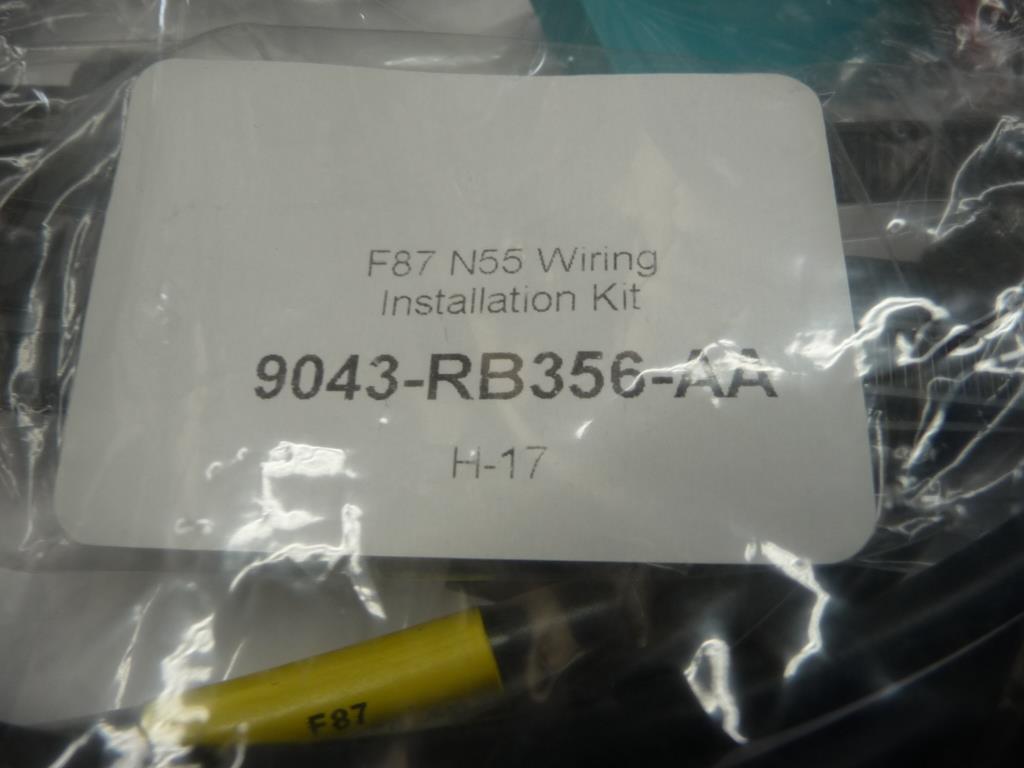 F87 N55 Wiring
Installation Kit
9043-RB356-AA
H-17
F87